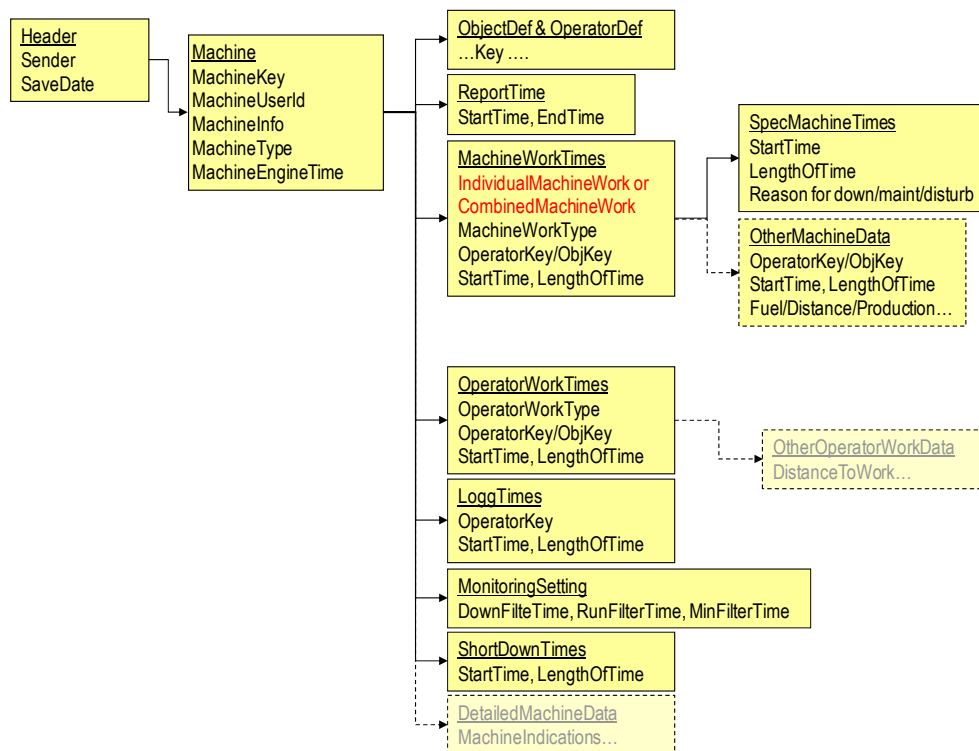 Header
Sender
SaveDate
Machine
MachineKey
MachineUserId
MachineInfo
MachineType
MachineEngineTime
ObjectDef & OperatorDef
…Key ….
ReportTime
StartTime, EndTime
MachineWorkTimes
IndividualMachineWork or
CombinedMachineWork
MachineWorkType
OperatorKey/ObjKey
StartTime, LengthOfTime
SpecMachineTimes
StartTime
LengthOfTime
Reason for down/maint/disturb
OtherMachineData
OperatorKey/ObjKey
StartTime, LengthOfTime
Fuel/Distance/Production…
OperatorWorkTimes
OperatorWorkType
OperatorKey/ObjKey
StartTime, LengthOfTime
OtherOperatorWorkData
DistanceToWork…
LoggTimes
OperatorKey
StartTime, LengthOfTime
MonitoringSetting
DownFilteTime, RunFilterTime, MinFilterTime
ShortDownTimes
StartTime, LengthOfTime
DetailedMachineData
MachineIndications…